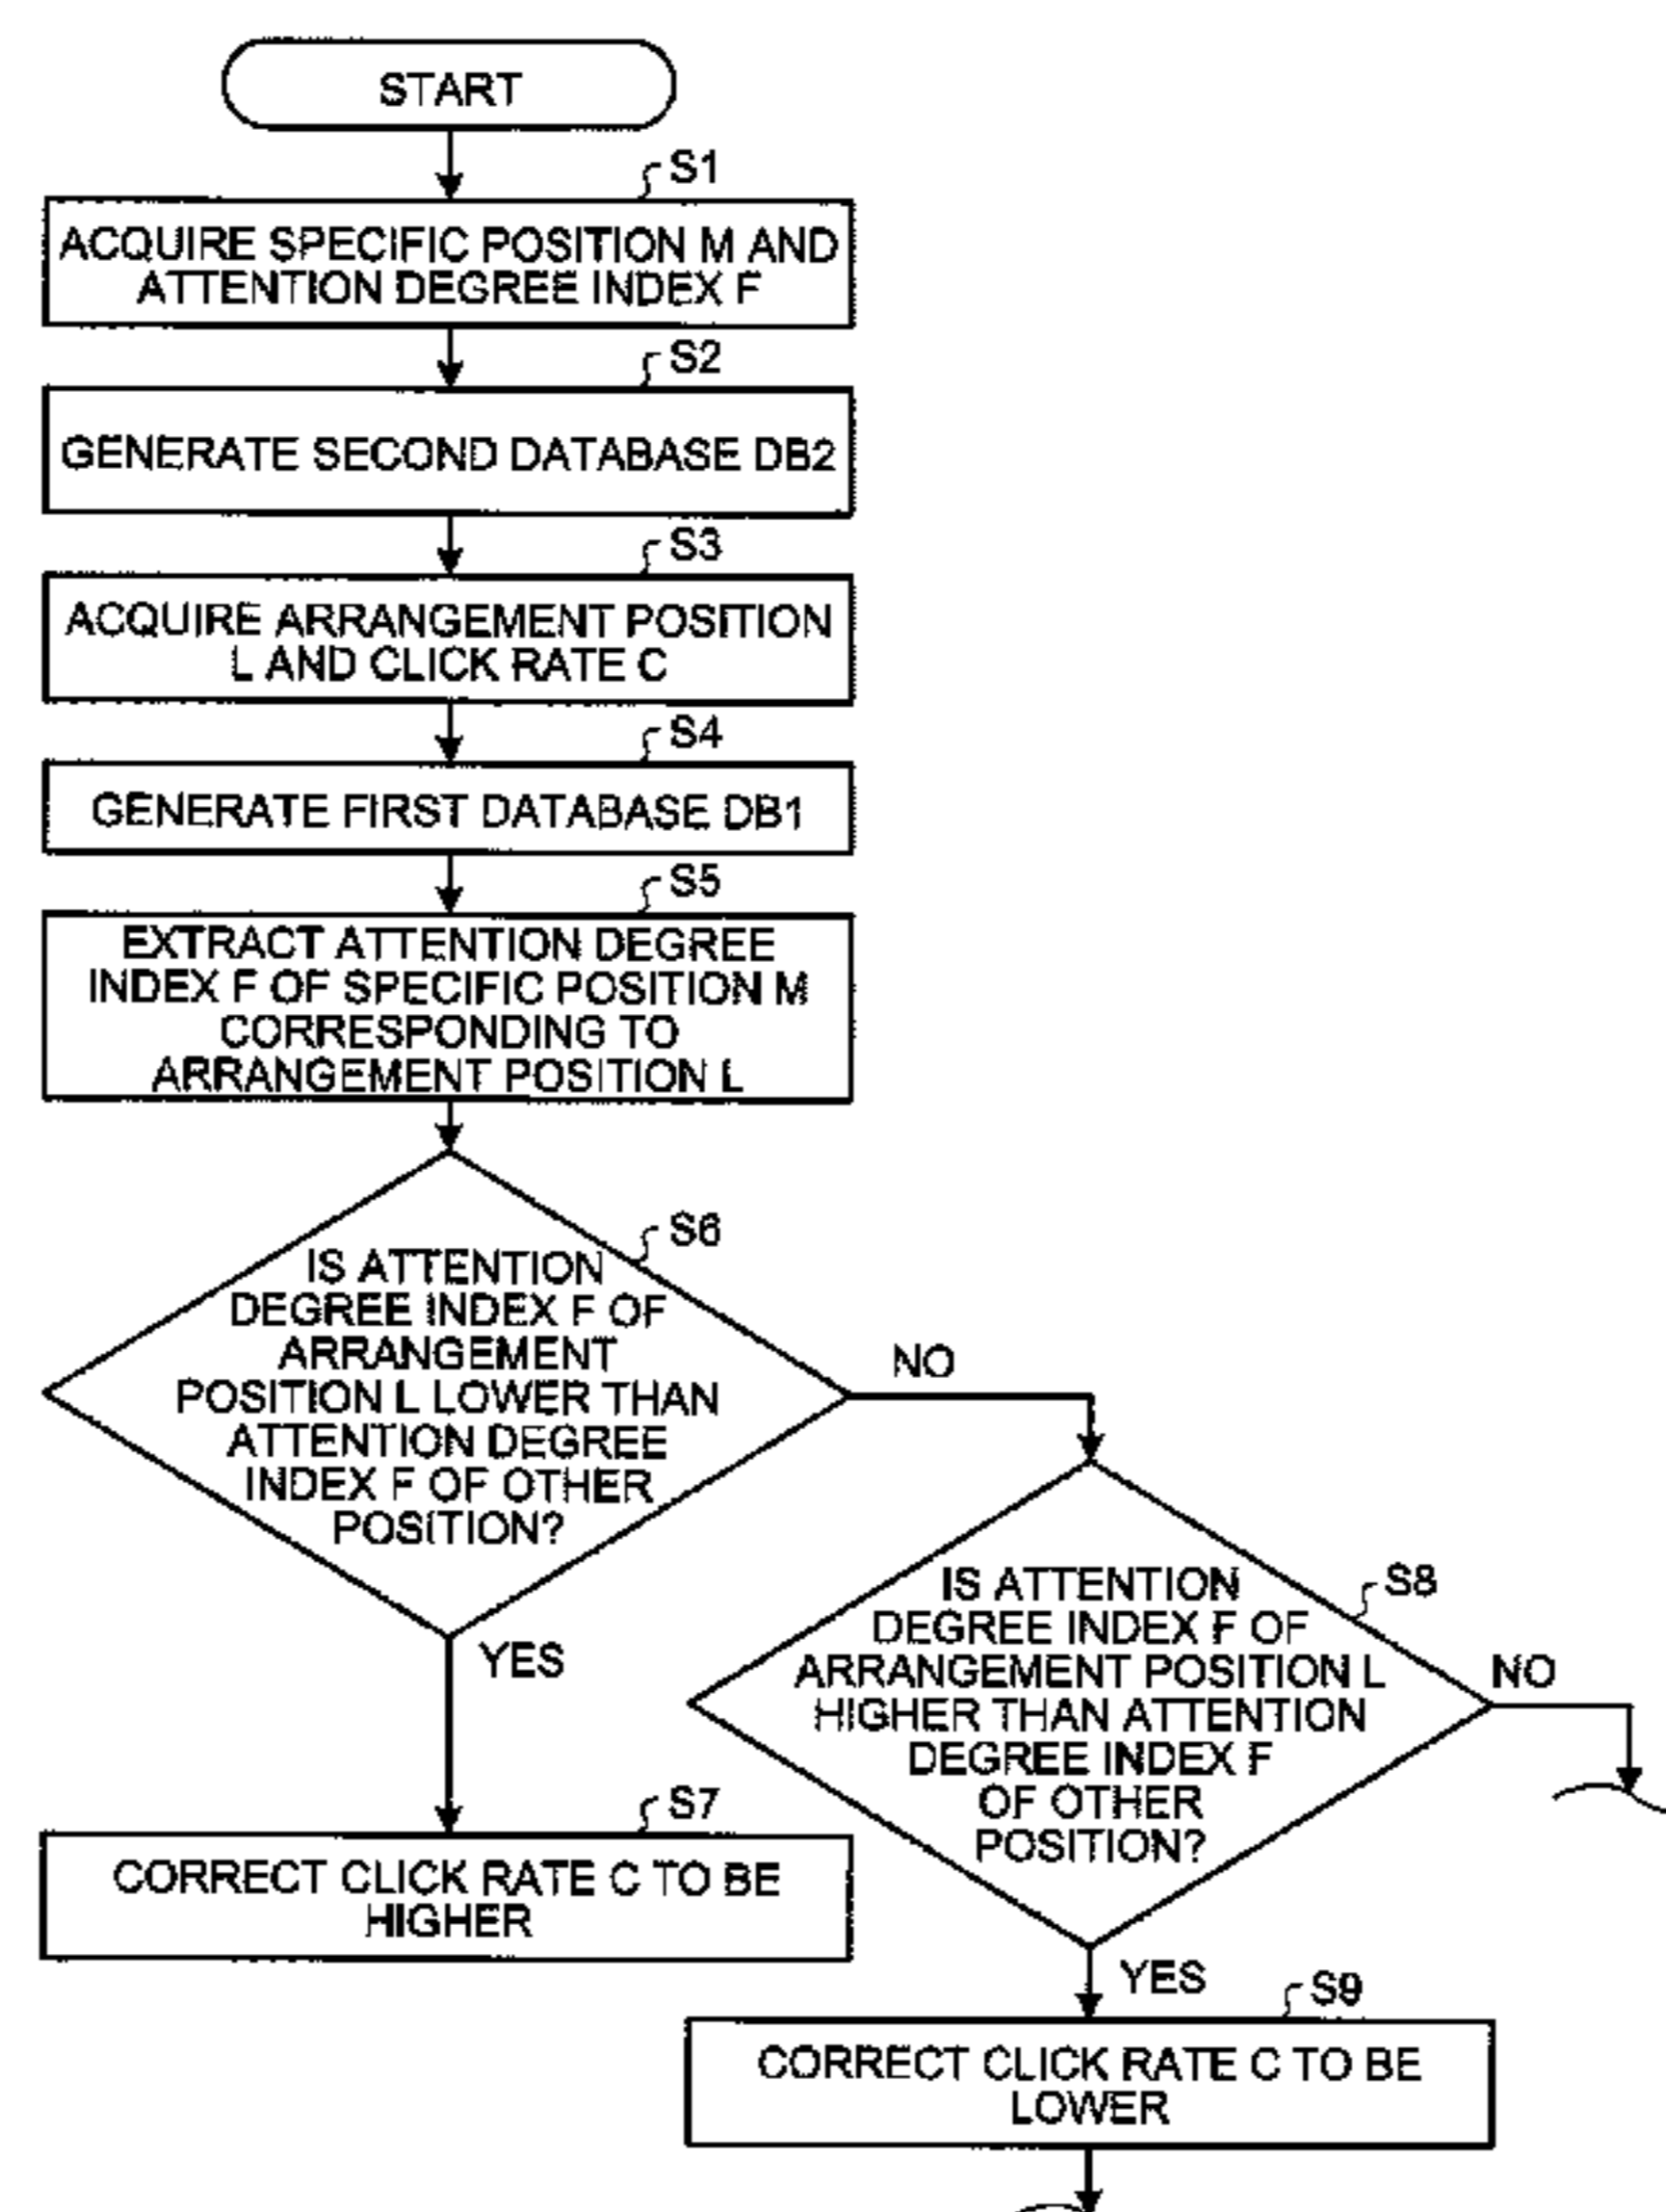 START
S1
ACQUIRE SPECIFIC POSITION M AND
ATTENTION DEGREE INDEX F
S2
GENERATE SECOND DATABASE DB2
S3
ACQUIRE ARRANGEMENT POSITION
L AND CLICK RATE C
S4
GENERATE FIRST DATABASE DB1
S5
EXTRACT ATTENTION DEGREE
INDEX F OF SPECIFIC POSITION M
CORRESPONDING TO
ARRANGEMENT POSITION L
S6
IS ATTENTION
DEGREE INDEX F OF
ARRANGEMENT
POSITION L LOWER THAN
ATTENTION DEGREE
INDEX F OF OTHER
POSITION?
NO
YES
S7
CORRECT CLICK RATE C TO BE
HIGHER
S8
IS ATTENTION
DEGREE INDEX F OF
ARRANGEMENT POSITION L
HIGHER THAN ATTENTION
DEGREE INDEX F
OF OTHER
POSITION?
NO
YES
S9
CORRECT CLICK RATE C TO BE
LOWER